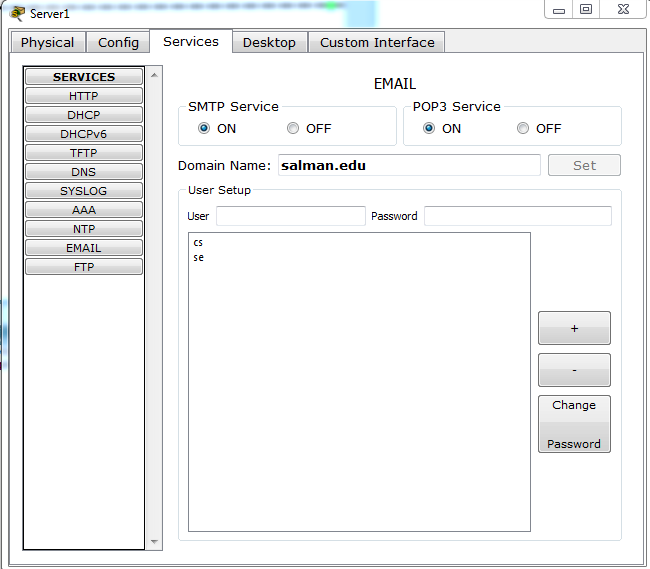 Server1
Physical Config Services Desktop Custom Interface
SERVICES
HTTP
DHCP
DHCPv6
TFTP
DNS
SYSLOG
AAA
NTP
EMAIL
FTP
EMAIL
SMTP Service
ON OFF
POP3 Service
ON OFF
Domain Name: salman.edu Set
User Setup
User Password
cs
se
+
-
Change
Password